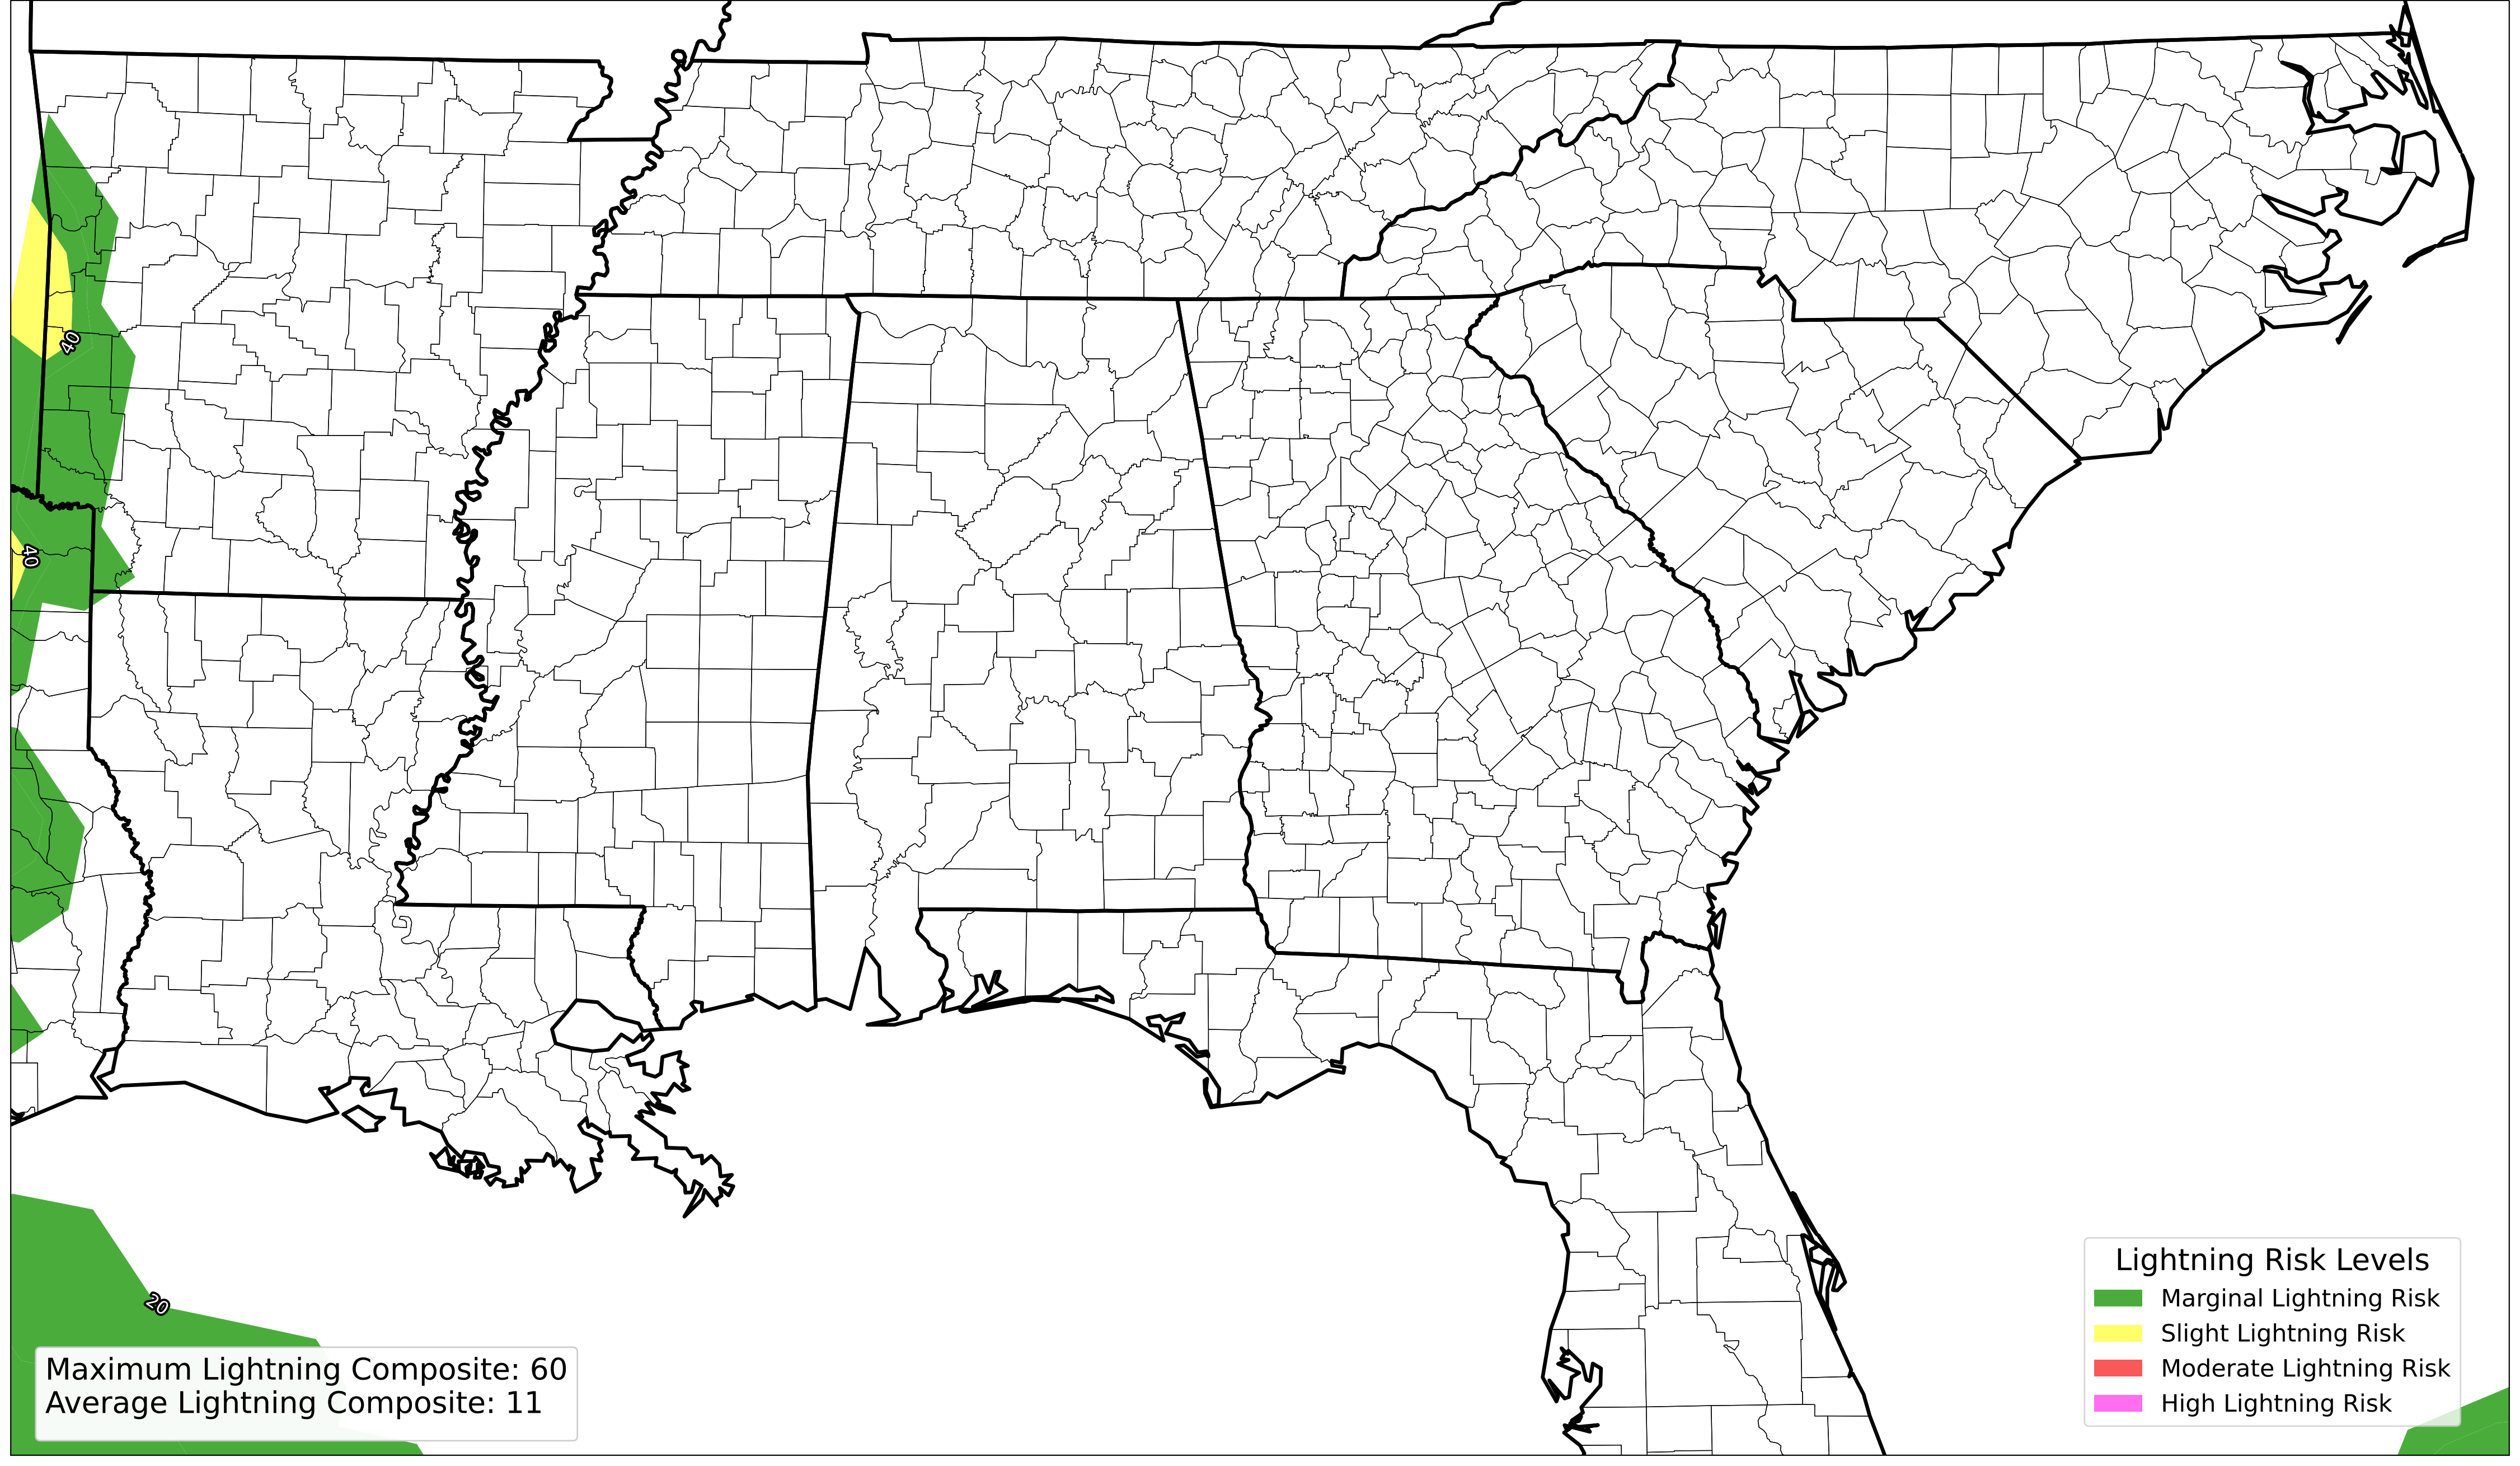 40
40
20
Maximum Lightning Composite: 60
Average Lightning Composite: 11
Lightning Risk Levels
Marginal Lightning Risk
Slight Lightning Risk
Moderate Lightning Risk
High Lightning Risk